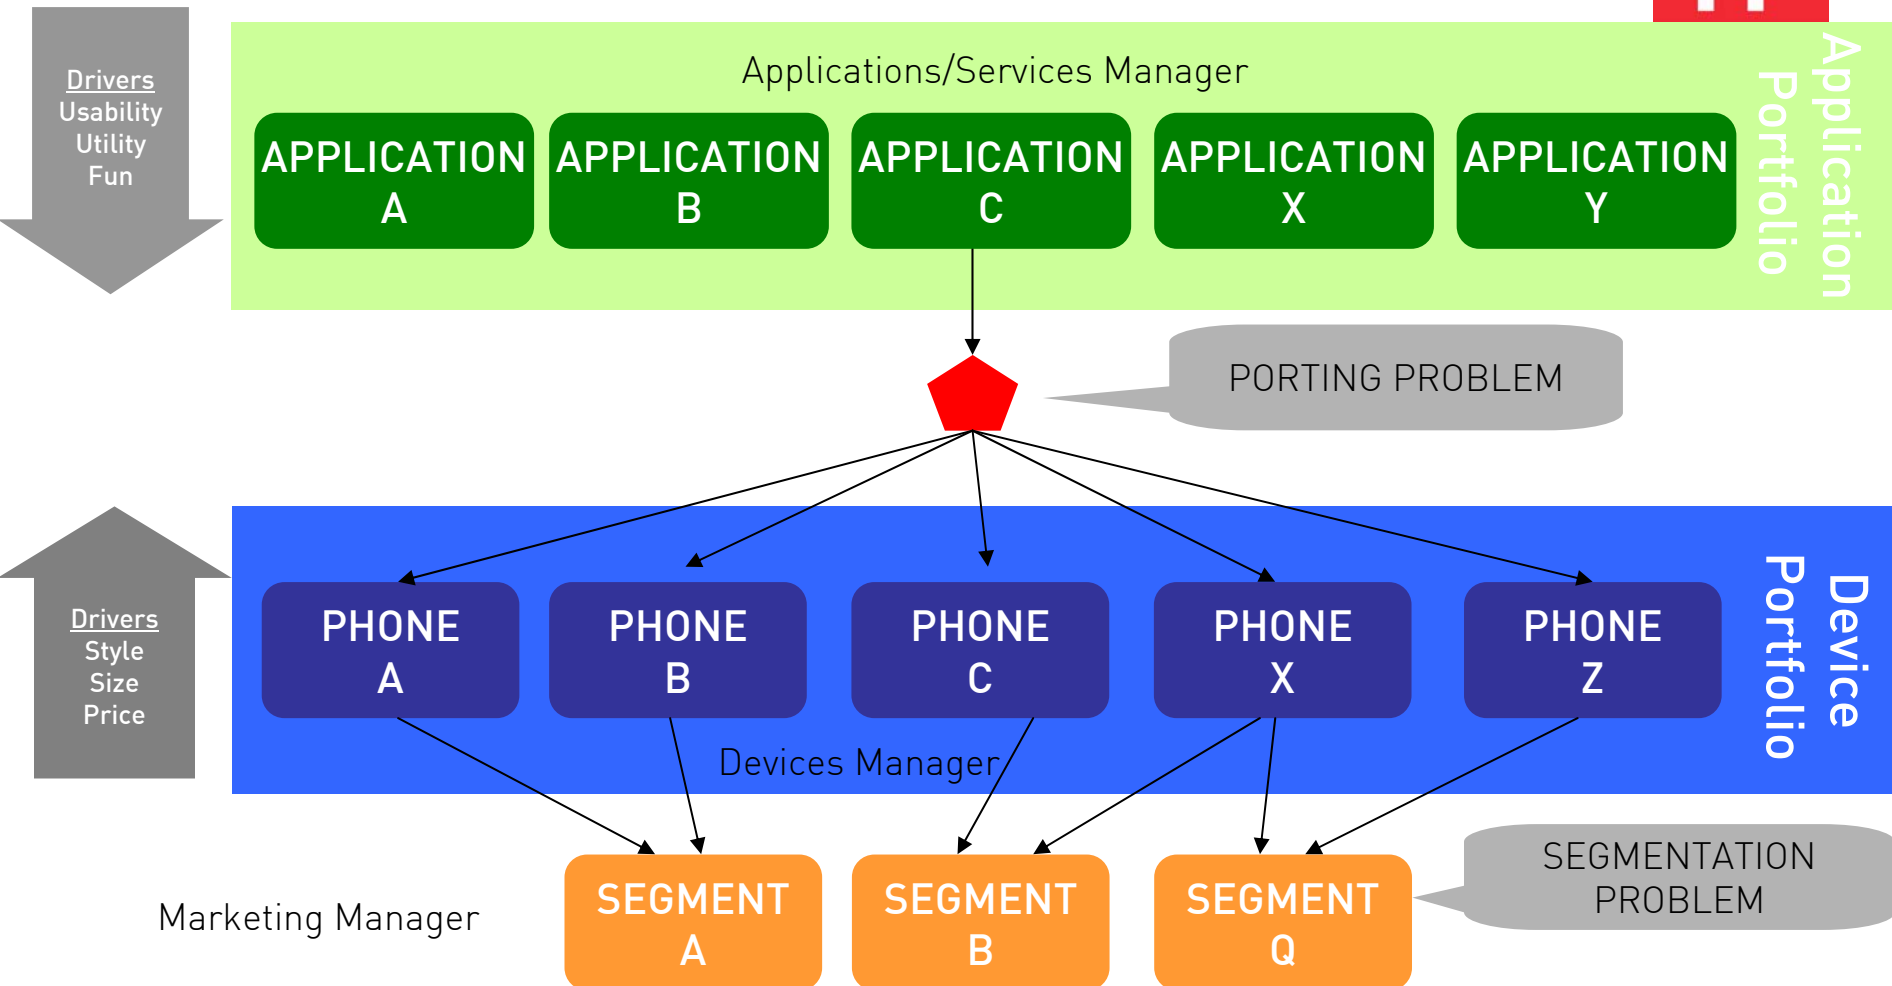 Drivers
Usability
Utility
Fun
Applications/Services Manager
APPLICATION
A
APPLICATION
B
APPLICATION
C
APPLICATION
X
APPLICATION
Y
Application
Portfolio
PORTING PROBLEM
Drivers
Style
Size
Price
PHONE
A
PHONE
B
PHONE
C
PHONE
X
PHONE
Z
Device
Portfolio
Devices Manager
Marketing Manager
SEGMENT
A
SEGMENT
B
SEGMENT
Q
SEGMENTATION
PROBLEM